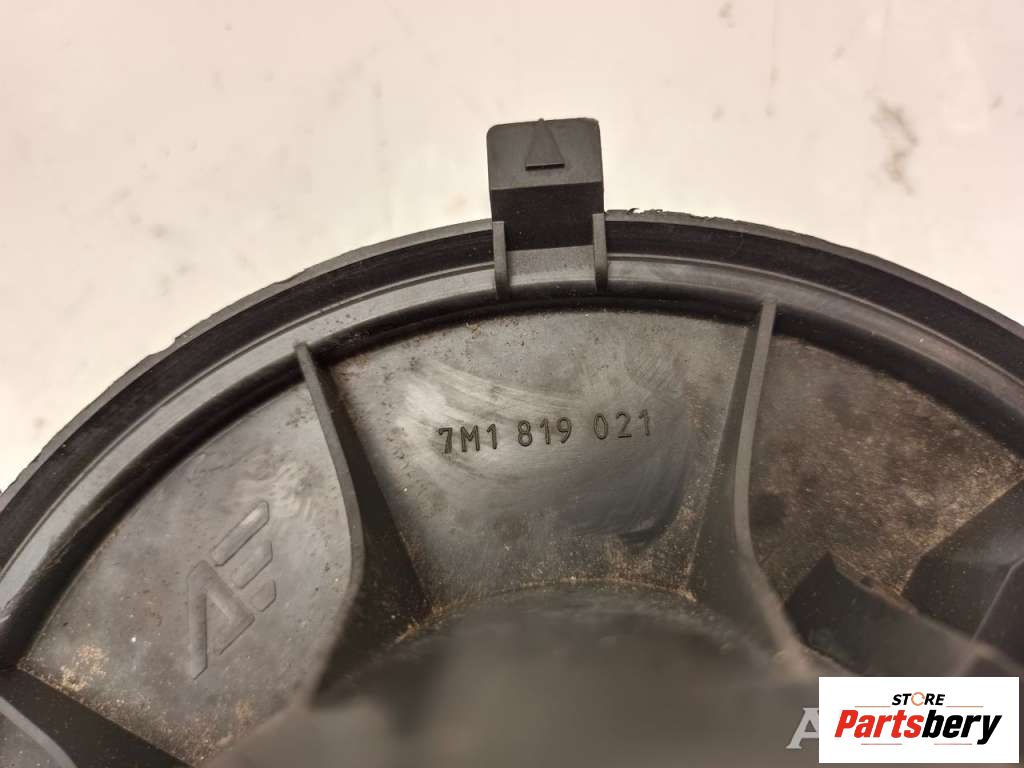 7M1 819 021
STORE
Partsbery
A